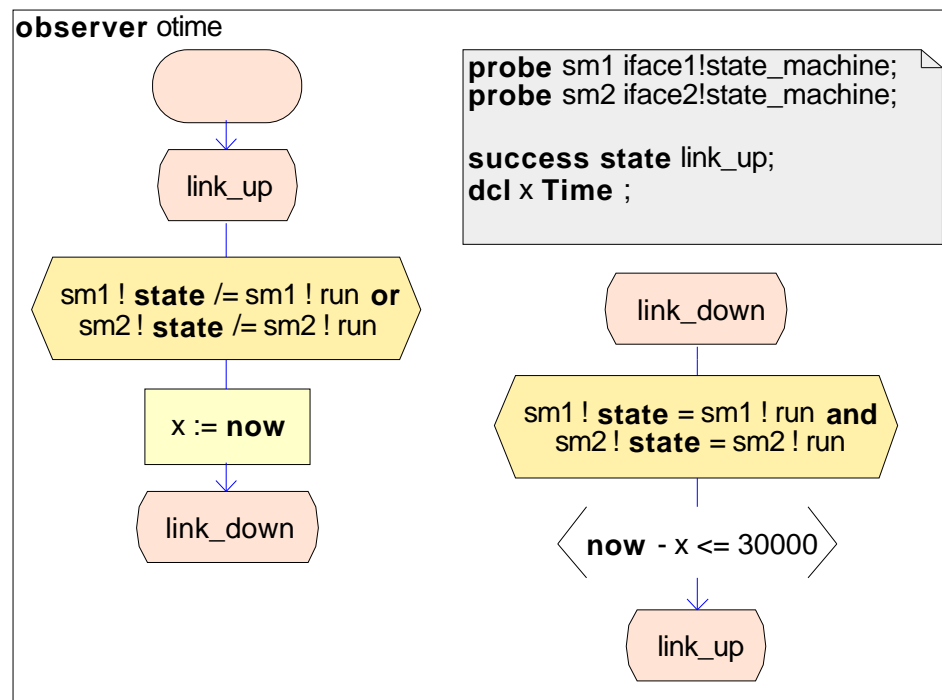 observer otime
link_up
sm1 ! state /= sm1 ! run or
sm2 ! state /= sm2 ! run
x := now
link_down
probe sm1 iface1!state_machine;
probe sm2 iface2!state_machine;
success state link_up;
dcl x Time ;
link_down
sm1 ! state = sm1 ! run and
sm2 ! state = sm2 ! run
now - x <= 30000
link_up